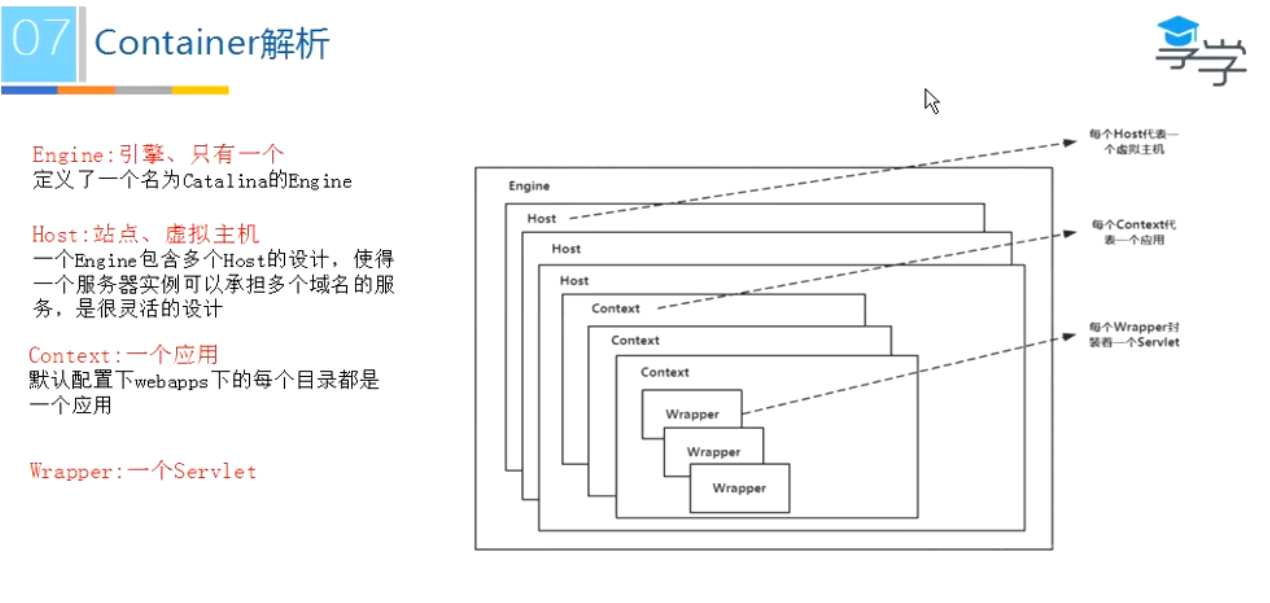 07 Container解析
享学
Engine:引擎、只有一个
定义了一个名为Catalina的Engine
Host:站点、虚拟主机
一个Engine包含多个Host的设计，使得
一个服务器实例可以承担多个域名的服
务，是很灵活的设计
Context:一个应用
默认配置下webapps下的每个目录都是
一个应用
Wrapper:一个Servlet
Engine
Host
Host
Host
Context
Context
Context
Wrapper
Wrapper
Wrapper
每个Host代表一
个虚拟主机
每个Context代
表一个应用
每个Wrapper封
装着一个Servlet